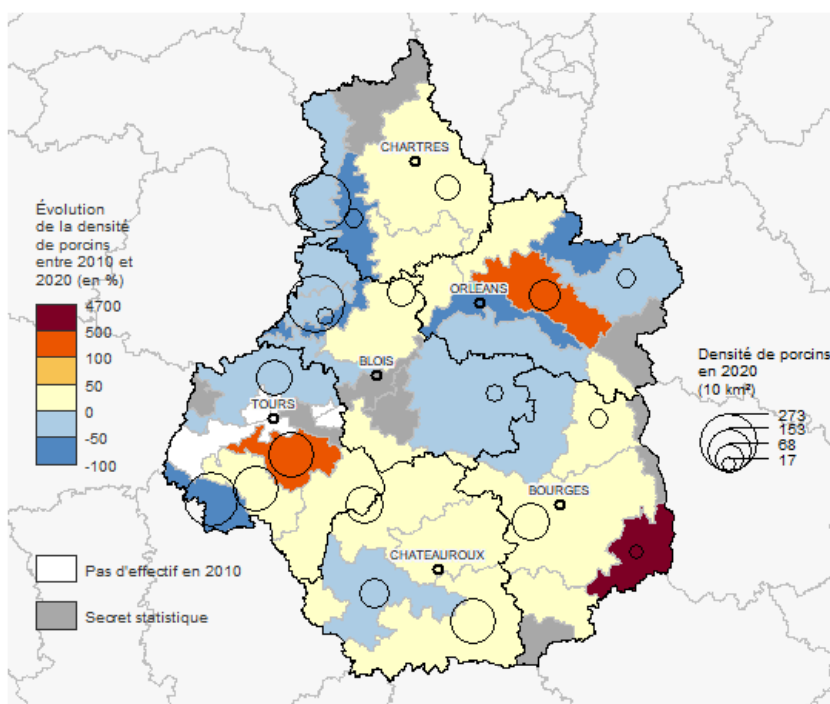 CHARTRES
Évolution
de la densité
de porcins
entre 2010 et
2020 (en %)
4700
500
100
50
0
-50
-100
ORLEANS
BLOIS
TOURS
BOURGES
CHATEAUROUX
Densité de porcins
en 2020
(10 km²)
273
153
68
17
Pas d'effectif en 2010
Secret statistique